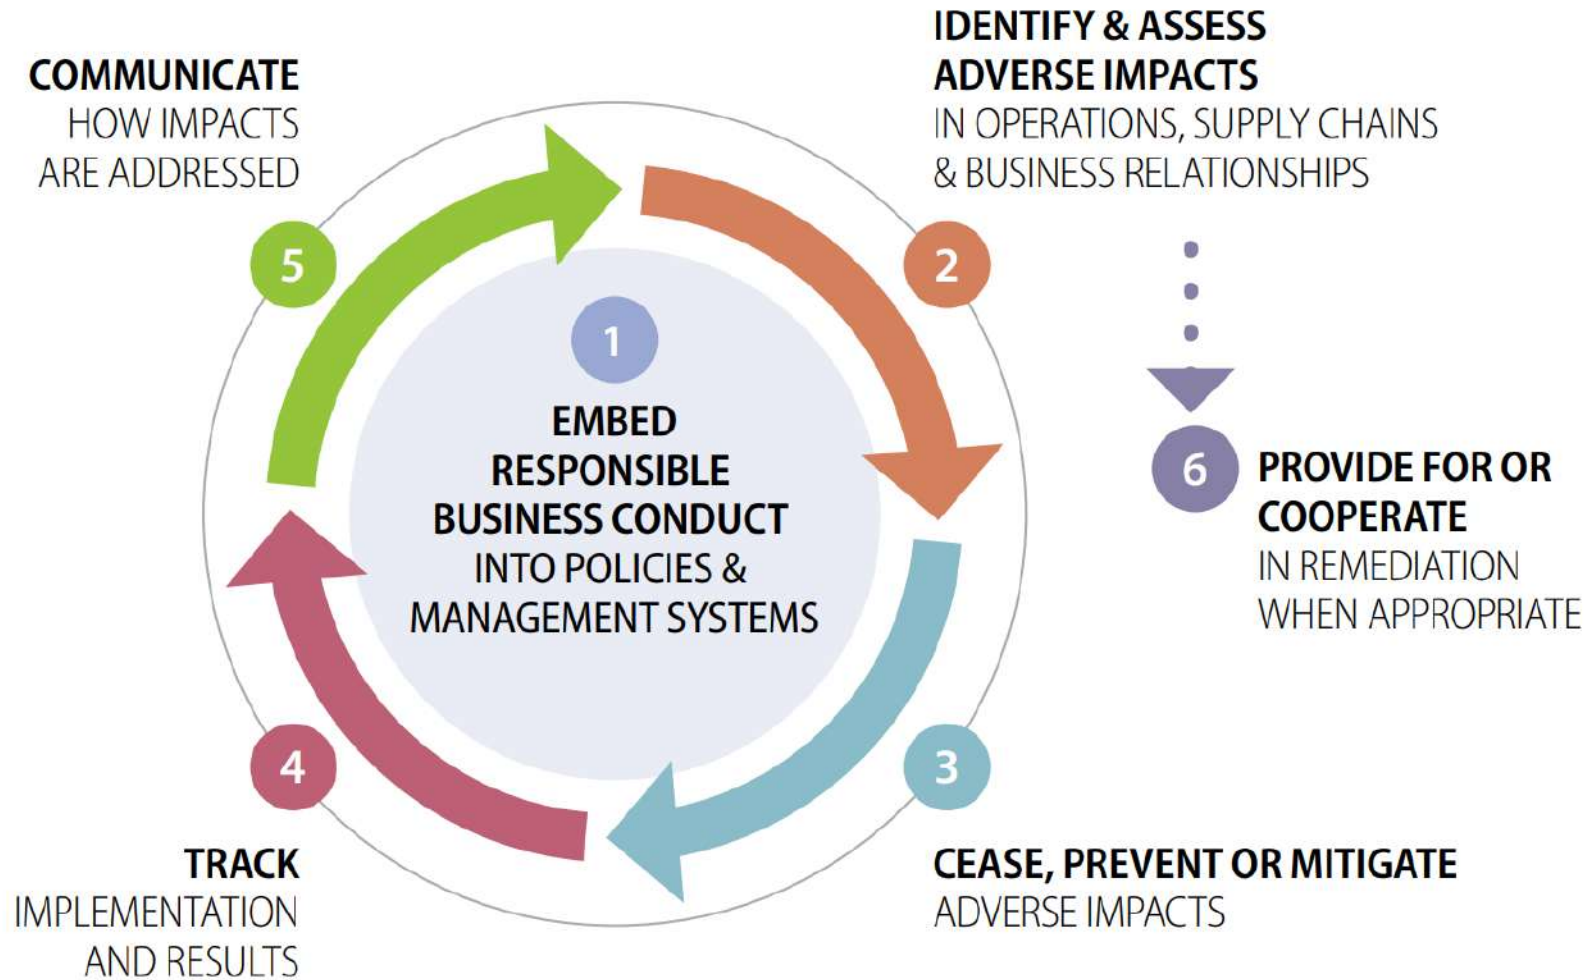 1
EMBED
RESPONSIBLE
BUSINESS CONDUCT
INTO POLICIES &
MANAGEMENT SYSTEMS
2
IDENTIFY & ASSESS
ADVERSE IMPACTS
IN OPERATIONS, SUPPLY CHAINS
& BUSINESS RELATIONSHIPS
3
CEASE, PREVENT OR MITIGATE
ADVERSE IMPACTS
4
TRACK
IMPLEMENTATION
AND RESULTS
5
COMMUNICATE
HOW IMPACTS
ARE ADDRESSED
6
PROVIDE FOR OR
COOPERATE
IN REMEDIATION
WHEN APPROPRIATE